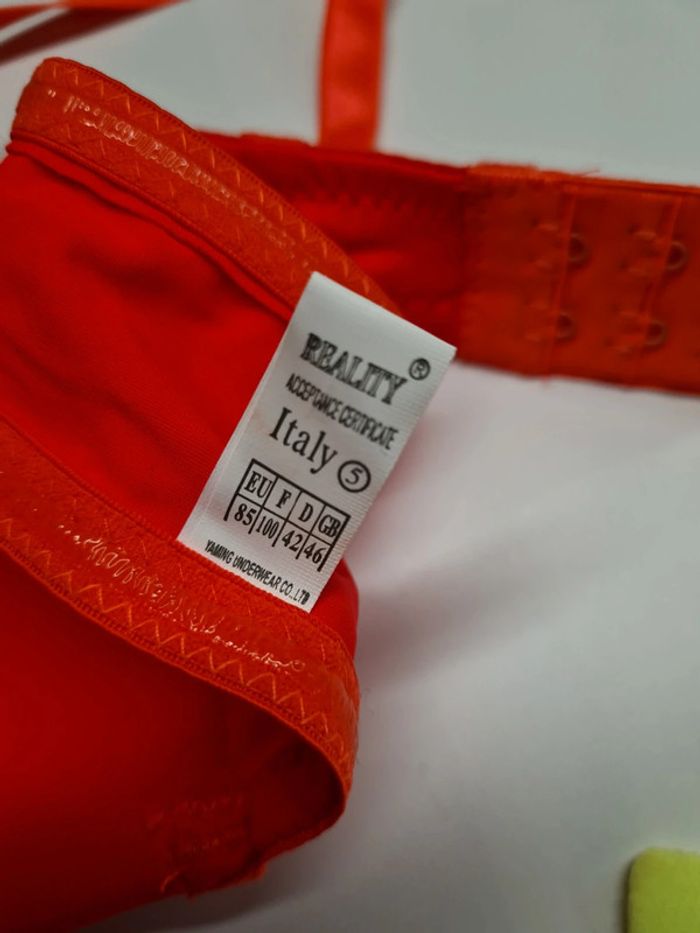 REALITY ®
ACCEPTANCE CERTIFICATE
Italy ⑤
EU F D GB
85 100 42 46
YAMING UNDERWEAR CO.,LTD